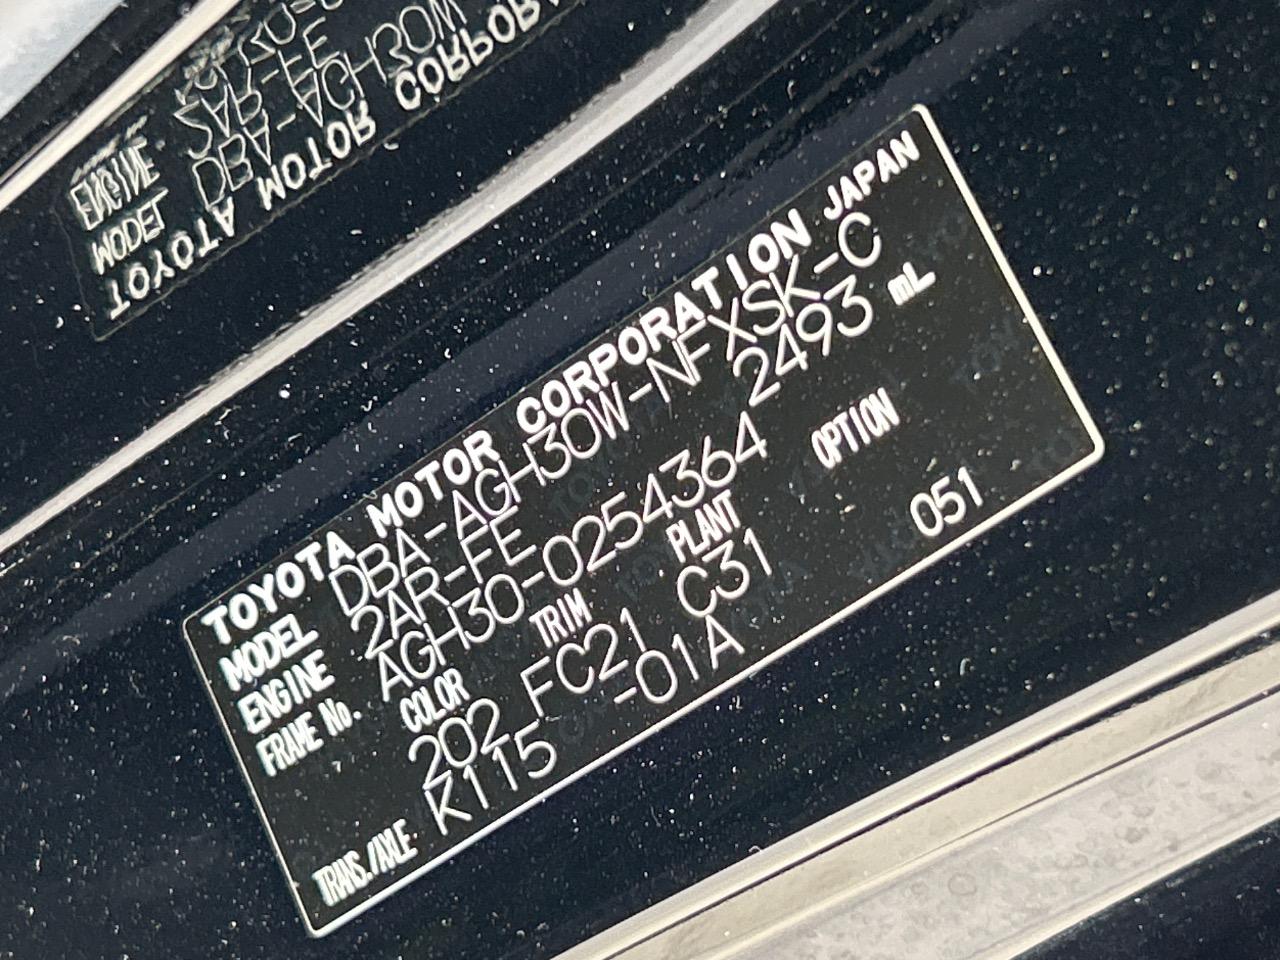 TOYOTA MOTOR CORPORATION JAPAN
MODEL DBA-AGH30W-NFXSK-C
ENGINE 2AR-FE 2493 mL
FRAME No. AGH30-0254364
COLOR TRIM PLANT OPTION
202 FC21 C31 051
TRANS./AXLE K115 -01A
ENGINE 2AR-FE
MODEL DBA-AGH30W
TOYOTA MOTOR